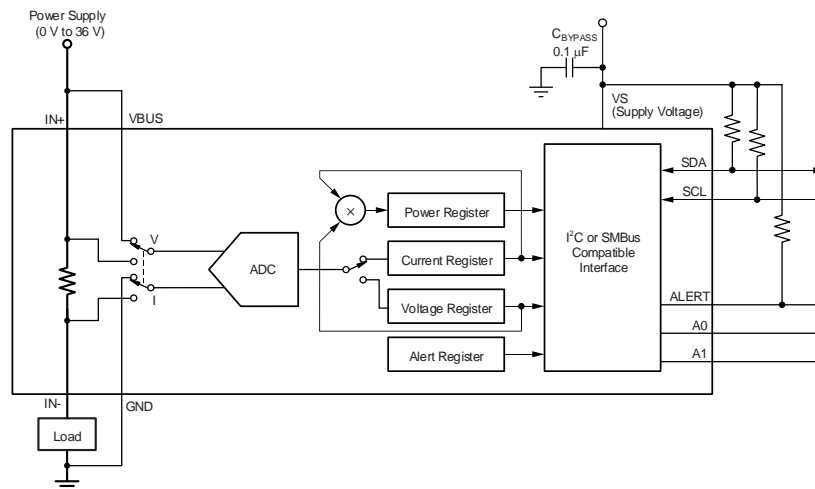 Power Supply
(0 V to 36 V)
C_BYPASS
0.1 µF
VS
(Supply Voltage)
IN+
VBUS
SDA
SCL
V
I
ADC
×
Power Register
Current Register
Voltage Register
Alert Register
I²C or SMBus
Compatible
Interface
ALERT
A0
A1
IN-
GND
Load